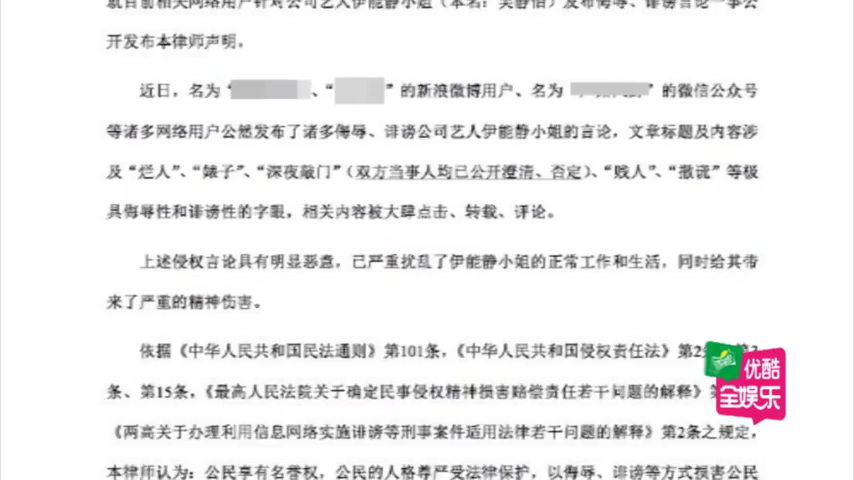 就目前相关网络用户针对公司艺人伊能静小姐（本名：吴静怡）发布侮辱、诽谤言论一事公
开发布本律师声明。
近日，名为“、“”的新浪微博用户、名为“”的微信公众号
等诸多网络用户公然发布了诸多侮辱、诽谤公司艺人伊能静小姐的言论，文章标题及内容涉
及“烂人”、“婊子”、“深夜敲门”（双方当事人均已公开澄清、否定）、“贱人”、“撒谎”等极
具侮辱性和诽谤性的字眼，相关内容被大肆点击、转载、评论。
上述侵权言论具有明显恶意，已严重扰乱了伊能静小姐的正常工作和生活，同时给其带
来了严重的精神伤害。
依据《中华人民共和国民法通则》第101条，《中华人民共和国侵权责任法》第2
条、第15条，《最高人民法院关于确定民事侵权精神损害赔偿责任若干问题的解释》
《两高关于办理利用信息网络实施诽谤等刑事案件适用法律若干问题的解释》第2条之规定，
本律师认为：公民享有名誉权，公民的人格尊严受法律保护，以侮辱、诽谤等方式损害公民
优酷
全娱乐